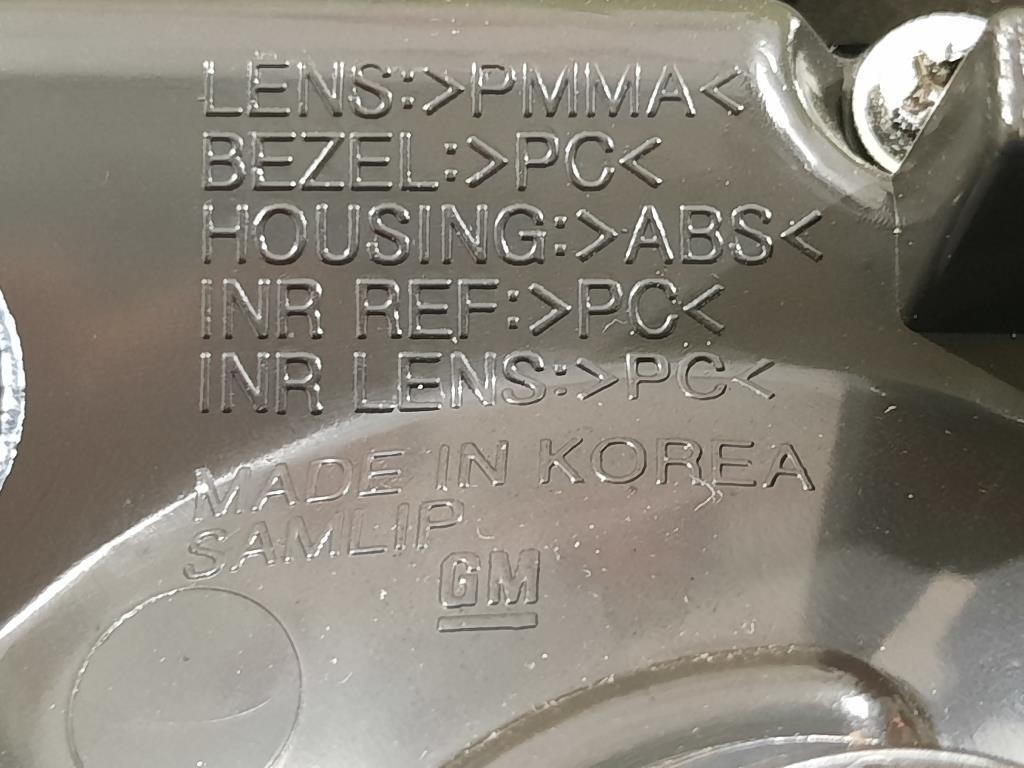 LENS:>PMMA<
BEZEL:>PC<
HOUSING:>ABS<
INR REF:>PC<
INR LENS:>PC<
MADE IN KOREA
SAMLIP
GM